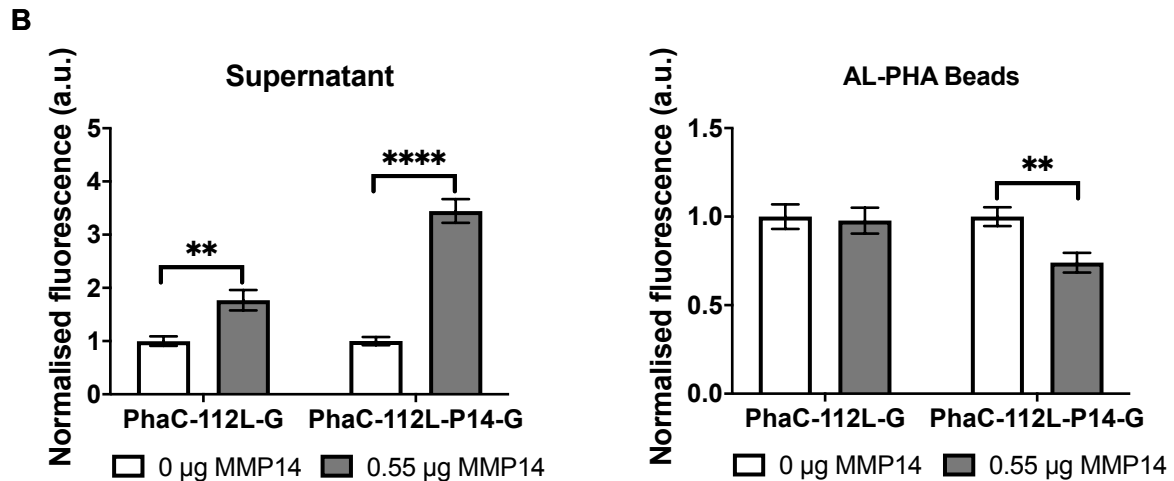 B
Supernatant
Normalised fluorescence (a.u.)
5
4
3
2
1
0
**
****
PhaC-112L-G PhaC-112L-P14-G
0 µg MMP14 0.55 µg MMP14
AL-PHA Beads
Normalised fluorescence (a.u.)
1.5
1.0
0.5
0.0
**
PhaC-112L-G PhaC-112L-P14-G
0 µg MMP14 0.55 µg MMP14